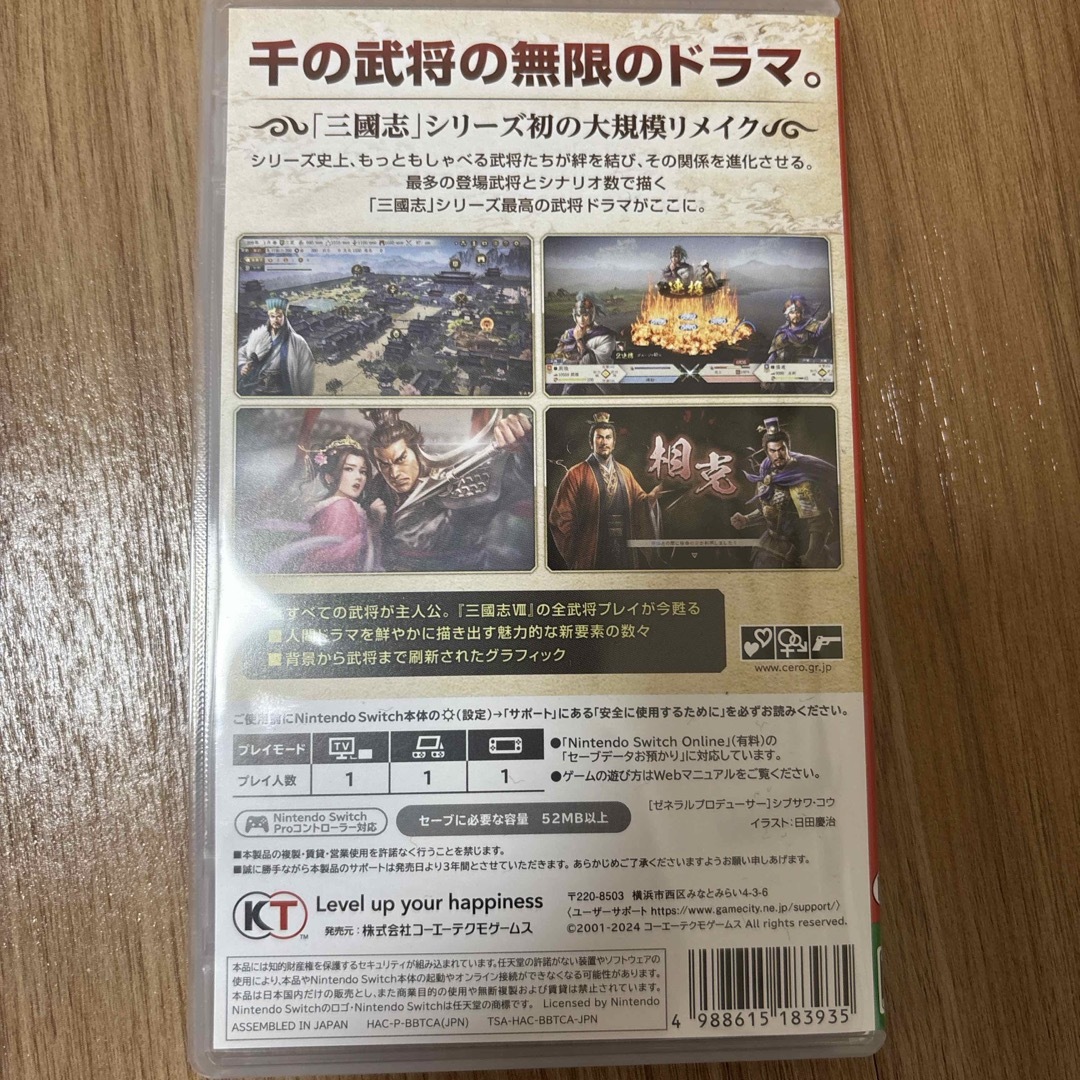 千の武将の無限のドラマ。
「三國志」シリーズ初の大規模リメイク
シリーズ史上、もっともしゃべる武将たちが絆を結び、その関係を進化させる。
最多の登場武将とシナリオ数で描く
「三國志」シリーズ最高の武将ドラマがここに。
連携
相克
すべての武将が主人公。『三國志Ⅷ』の全武将プレイが今甦る
■人間ドラマを鮮やかに描き出す魅力的な新要素の数々
■背景から武将まで刷新されたグラフィック
www.cero.gr.jp
ご使用前にNintendo Switch本体の(設定)→「サポート」にある「安全に使用するために」を必ずお読みください。
プレイモード TV
プレイ人数 1 1 1
●「Nintendo Switch Online」(有料)の
「セーブデータお預かり」に対応しています。
●ゲームの遊び方はWebマニュアルをご覧ください。
Nintendo Switch
Proコントローラー対応
セーブに必要な容量 52MB以上
[ゼネラルプロデューサー]シブサワ・コウ
イラスト:日田慶治
■本製品の複製・賃貸・営業使用を許諾なく行うことを禁じます。
■誠に勝手ながら本製品のサポートは発売日より3年間とさせていただきます。あらかじめご了承くださいますようお願い申しあげます。
KT™ Level up your happiness
発売元:株式会社コーエーテクモゲームス
〒220-8503 横浜市西区みなとみらい4-3-6
〈ユーザーサポート https://www.gamecity.ne.jp/support/〉
©2001-2024 コーエーテクモゲームス All rights reserved.
本品には知的財産権を保護するセキュリティが組み込まれています。任天堂の許諾がない装置やソフトウェアの
使用により、本品やNintendo Switch本体の起動やオンライン接続ができなくなる可能性があります。
本品は日本国内だけの販売とし、また商業目的の使用や無断複製および賃貸は禁止されています。
Nintendo Switchのロゴ・Nintendo Switchは任天堂の商標です。 Licensed by Nintendo
ASSEMBLED IN JAPAN HAC-P-BBTCA(JPN) TSA-HAC-BBTCA-JPN
4 988615 183935